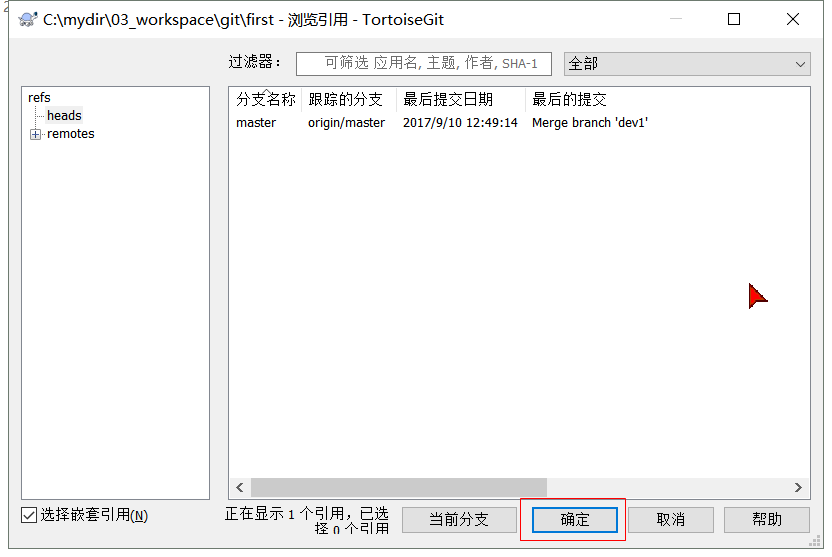 C:\mydir\03_workspace\git\first - 浏览引用 - TortoiseGit
过滤器： 可筛选 应用名, 主题, 作者, SHA-1 全部
refs
heads
remotes
分支名称 跟踪的分支 最后提交日期 最后的提交
master origin/master 2017/9/10 12:49:14 Merge branch 'dev1'
选择嵌套引用(N)
正在显示 1 个引用，已选
择 0 个引用
当前分支 确定 取消 帮助